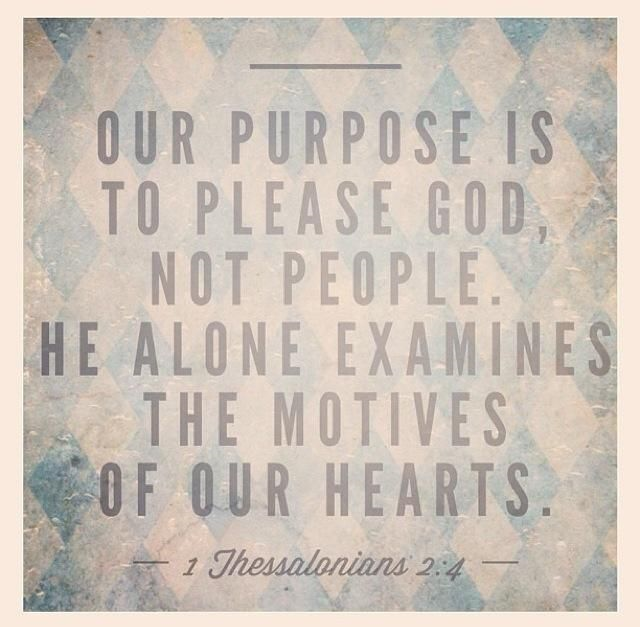 OUR PURPOSE IS
TO PLEASE GOD,
NOT PEOPLE.
HE ALONE EXAMINES
THE MOTIVES
OF OUR HEARTS.
1 Thessalonians 2:4